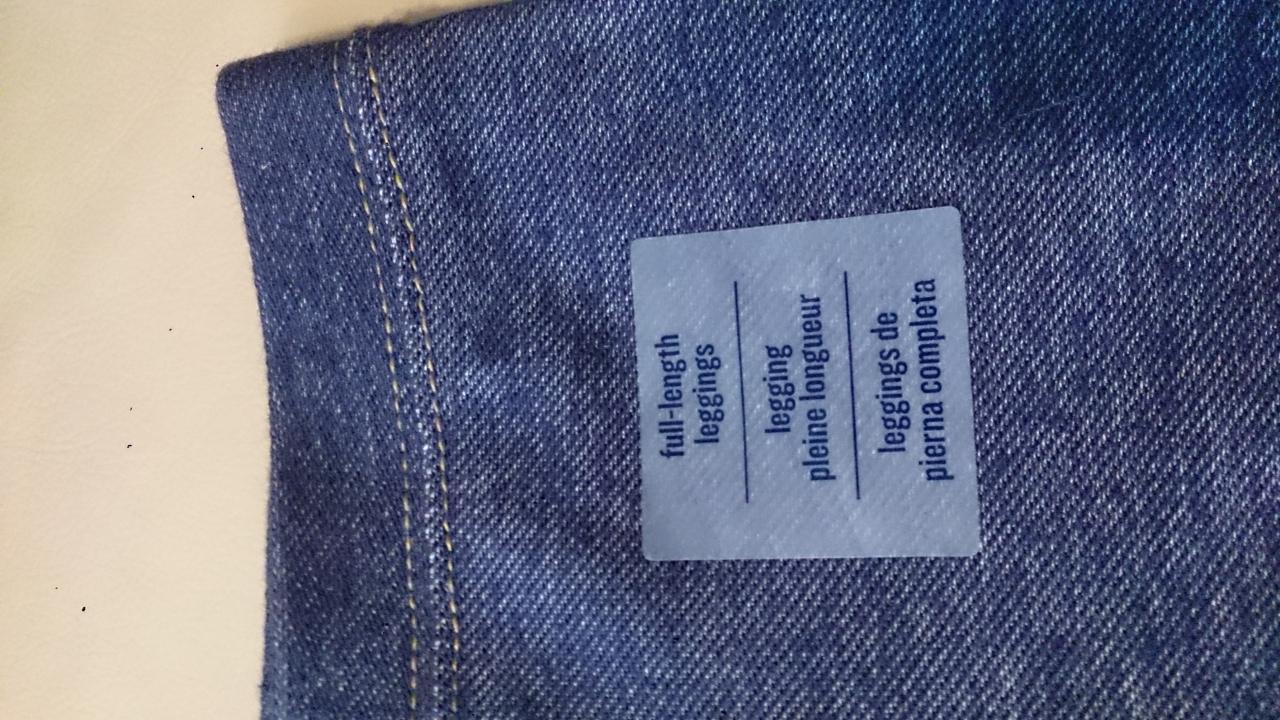 full-length
leggings
legging
pleine longueur
leggings de
pierna completa